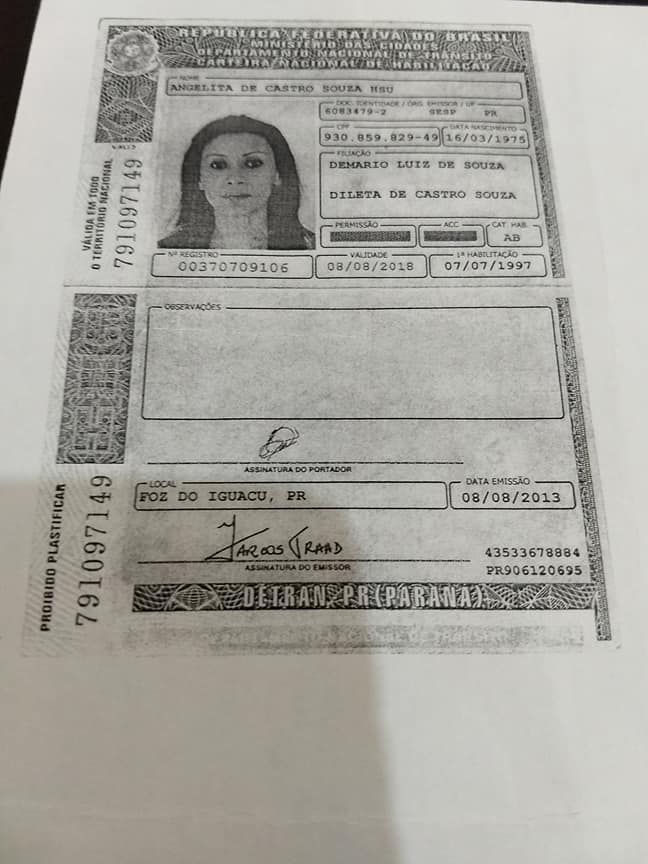 REPÚBLICA FEDERATIVA DO BRASIL
MINISTÉRIO DAS CIDADES
DEPARTAMENTO NACIONAL DE TRÂNSITO
CARTEIRA NACIONAL DE HABILITAÇÃO
NOME
ANGELITA DE CASTRO SOUZA HSU
DOC. IDENTIDADE / ÓRG. EMISSOR / UF
6083479-2 SESP PR
CPF DATA NASCIMENTO
930.859.829-49 16/03/1975
FILIAÇÃO
DEMARIO LUIZ DE SOUZA
DILETA DE CASTRO SOUZA
PERMISSÃO ACC CAT. HAB.
AB
Nº REGISTRO VALIDADE 1ª HABILITAÇÃO
00370709106 08/08/2018 07/07/1997
VÁLIDA EM TODO
O TERRITÓRIO NACIONAL
791097149
OBSERVAÇÕES
ASSINATURA DO PORTADOR
LOCAL DATA EMISSÃO
FOZ DO IGUACU, PR 08/08/2013
ASSINATURA DO EMISSOR
43533678884
PR906120695
PROIBIDO PLASTIFICAR
791097149
DETRAN PR (PARANÁ)